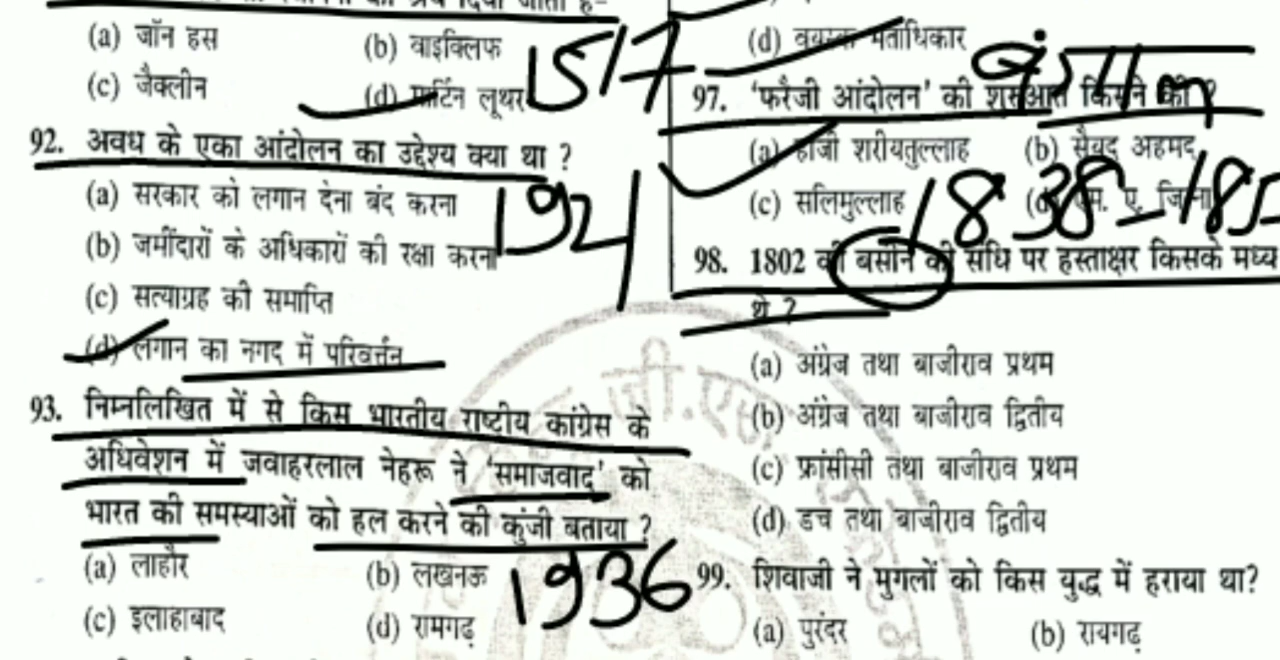 (a) जॉन हस (b) वाइक्लिफ
(c) जैक्लीन (d) मार्टिन लूथर 1517
92. अवध के एका आंदोलन का उद्देश्य क्या था ?
(a) सरकार को लगान देना बंद करना
(b) जमींदारों के अधिकारों की रक्षा करना 1921
(c) सत्याग्रह की समाप्ति
(d) लगान का नगद में परिवर्त्तन
93. निम्नलिखित में से किस भारतीय राष्टीय कांग्रेस के
अधिवेशन में जवाहरलाल नेहरू ने 'समाजवाद' को
भारत की समस्याओं को हल करने की कुंजी बताया ?
(a) लाहौर (b) लखनऊ 1936
(c) इलाहाबाद (d) रामगढ़
(d) वयस्क मताधिकार
97. 'फरैजी आंदोलन' की शुरुआत किसने की ?
(a) हाजी शरीयतुल्लाह (b) सैयद अहमद
(c) सलिमुल्लाह (d) एम. ए. जिन्ना
1838-185
98. 1802 की बसीन की संधि पर हस्ताक्षर किसके मध्य
थे ?
(a) अंग्रेज तथा बाजीराव प्रथम
(b) अंग्रेज तथा बाजीराव द्वितीय
(c) फ्रांसीसी तथा बाजीराव प्रथम
(d) डच तथा बाजीराव द्वितीय
99. शिवाजी ने मुगलों को किस युद्ध में हराया था?
(a) पुरंदर (b) रायगढ़